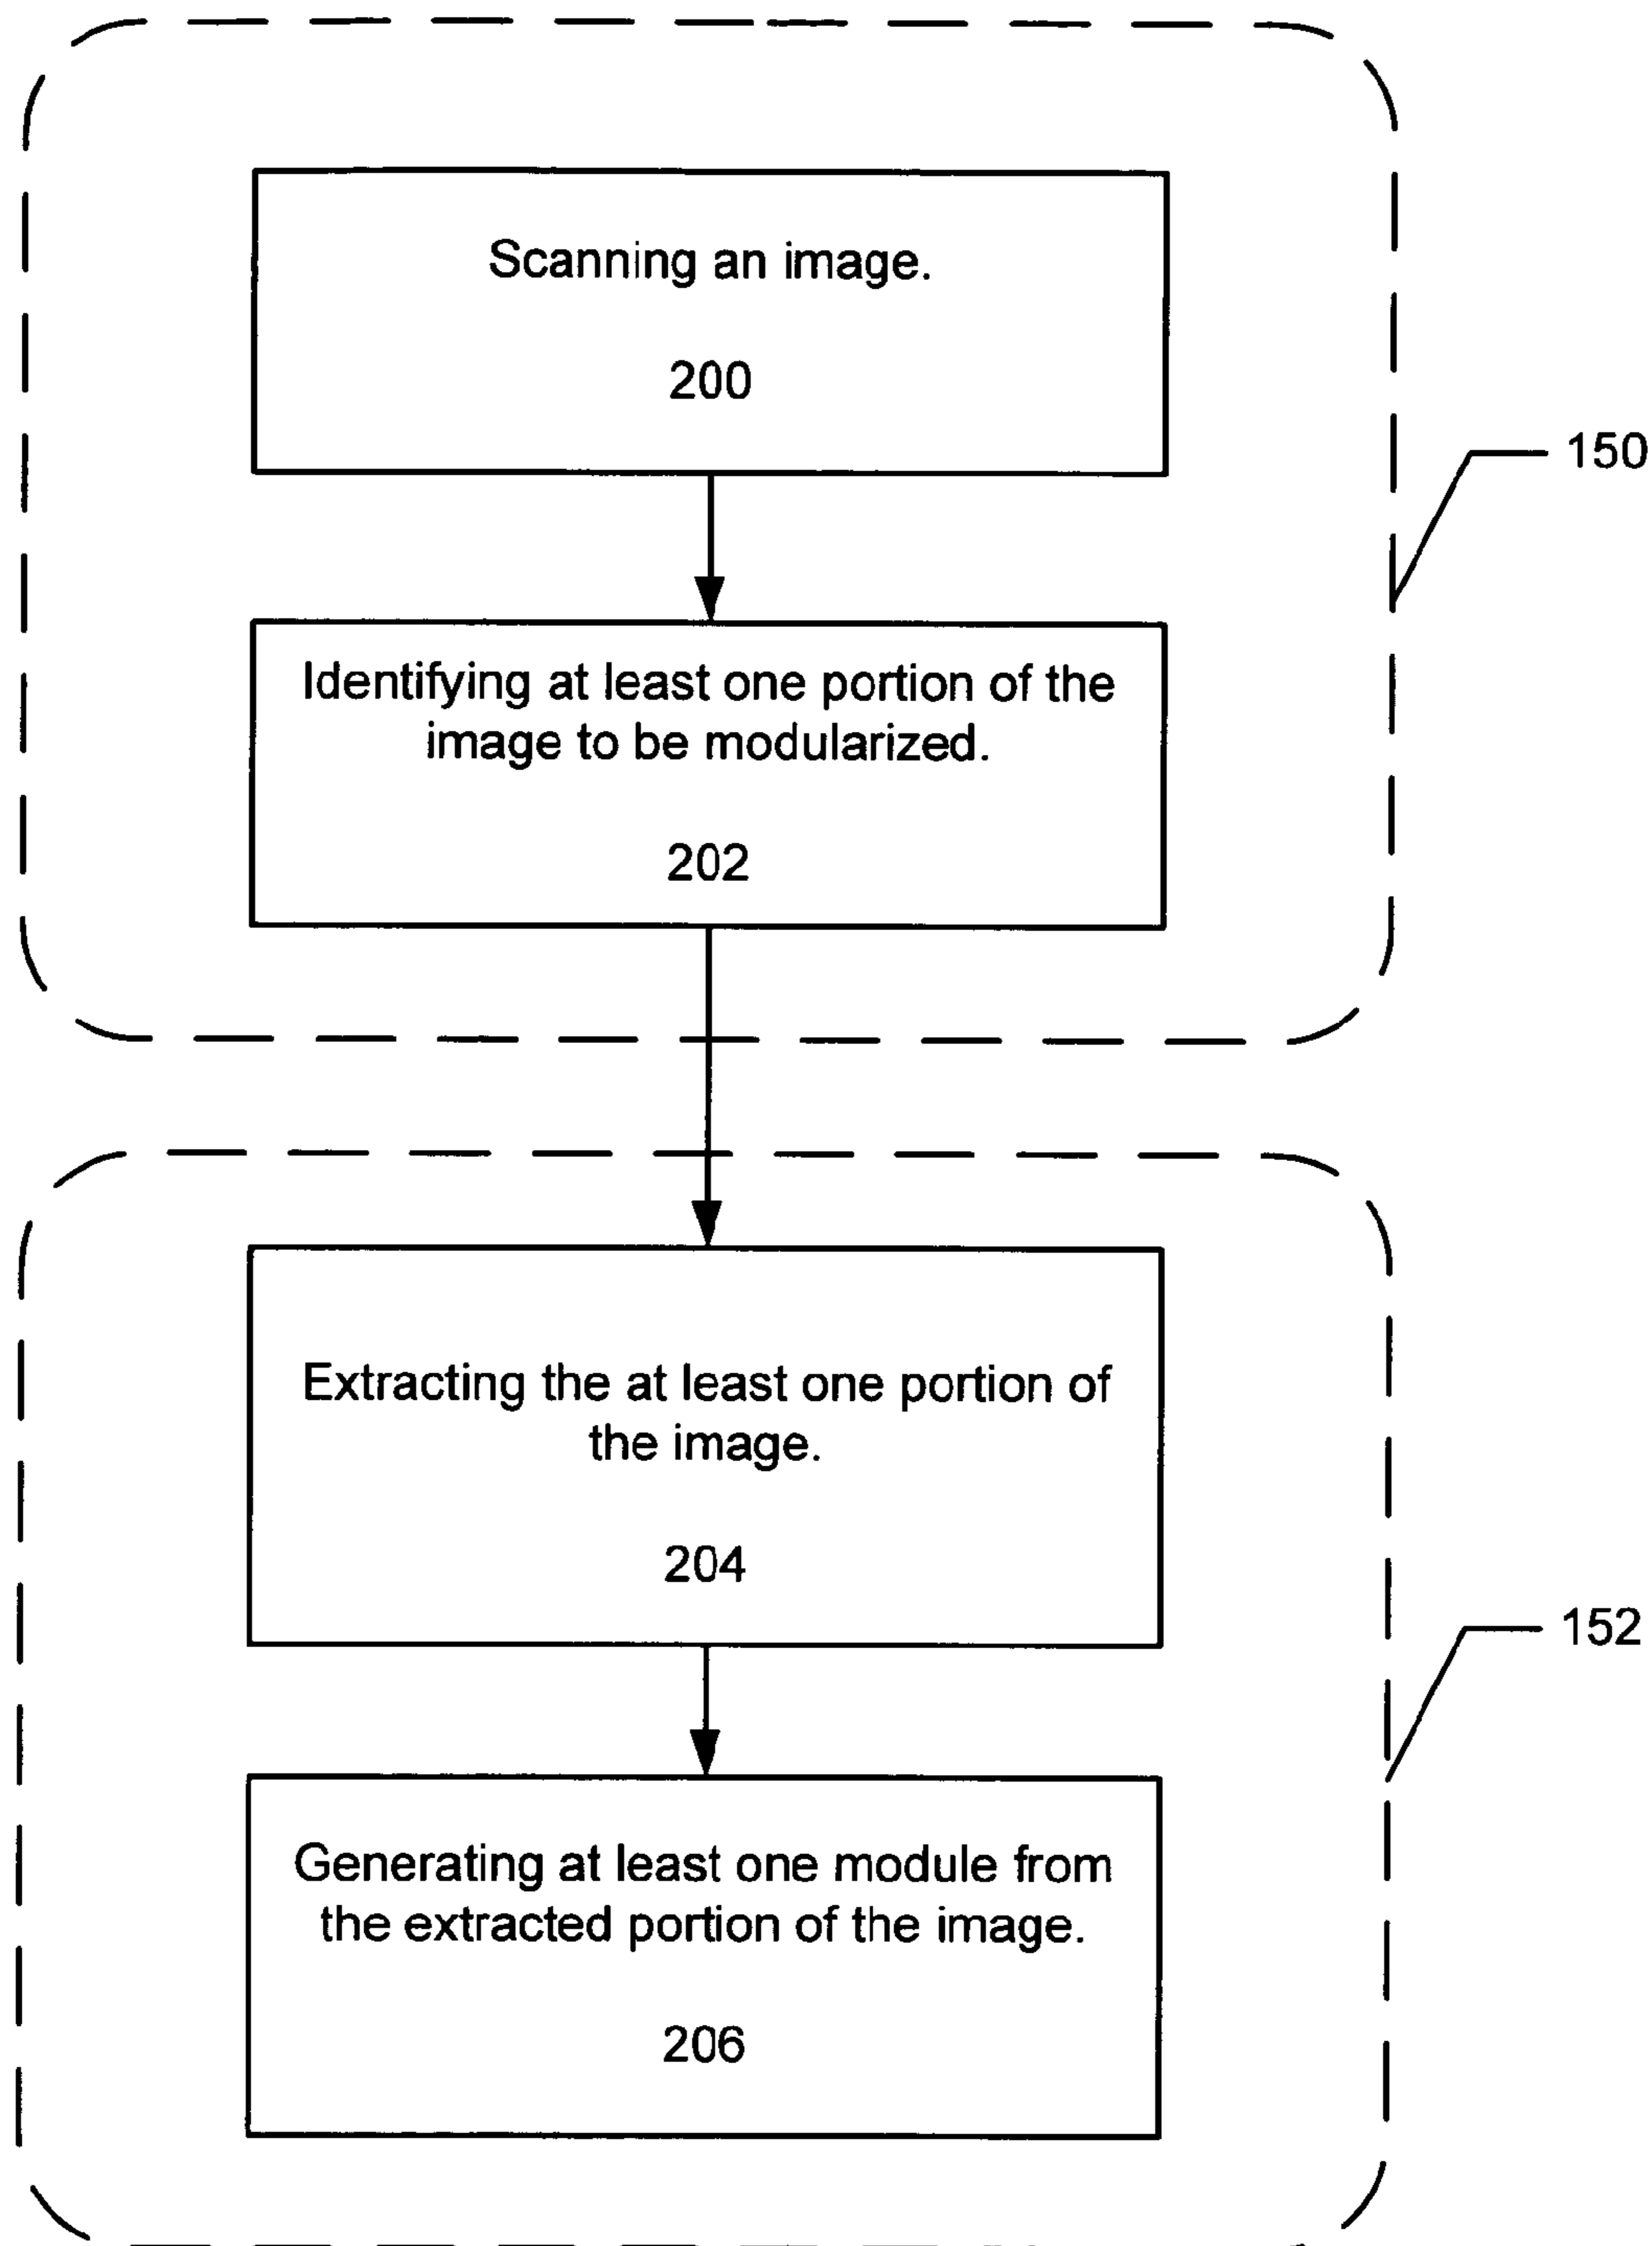 Scanning an image.
200
150
Identifying at least one portion of the
image to be modularized.
202
Extracting the at least one portion of
the image.
204
152
Generating at least one module from
the extracted portion of the image.
206